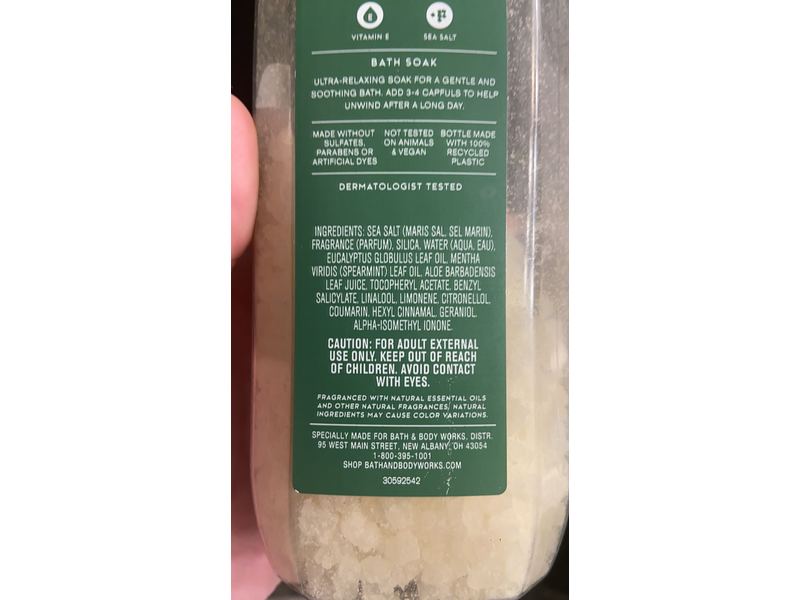 VITAMIN E SEA SALT
BATH SOAK
ULTRA-RELAXING SOAK FOR A GENTLE AND
SOOTHING BATH. ADD 3-4 CAPFULS TO HELP
UNWIND AFTER A LONG DAY.
MADE WITHOUT
SULFATES,
PARABENS OR
ARTIFICIAL DYES
NOT TESTED
ON ANIMALS
& VEGAN
BOTTLE MADE
WITH 100%
RECYCLED
PLASTIC
DERMATOLOGIST TESTED
INGREDIENTS: SEA SALT (MARIS SAL, SEL MARIN),
FRAGRANCE (PARFUM), SILICA, WATER (AQUA, EAU),
EUCALYPTUS GLOBULUS LEAF OIL, MENTHA
VIRIDIS (SPEARMINT) LEAF OIL, ALOE BARBADENSIS
LEAF JUICE, TOCOPHERYL ACETATE, BENZYL
SALICYLATE, LINALOOL, LIMONENE, CITRONELLOL,
COUMARIN, HEXYL CINNAMAL, GERANIOL,
ALPHA-ISOMETHYL IONONE.
CAUTION: FOR ADULT EXTERNAL
USE ONLY. KEEP OUT OF REACH
OF CHILDREN. AVOID CONTACT
WITH EYES.
FRAGRANCED WITH NATURAL ESSENTIAL OILS
AND OTHER NATURAL FRAGRANCES; NATURAL
INGREDIENTS MAY CAUSE COLOR VARIATIONS.
SPECIALLY MADE FOR BATH & BODY WORKS, DISTR.
95 WEST MAIN STREET, NEW ALBANY, OH 43054
1-800-395-1001
SHOP BATHANDBODYWORKS.COM
30592542